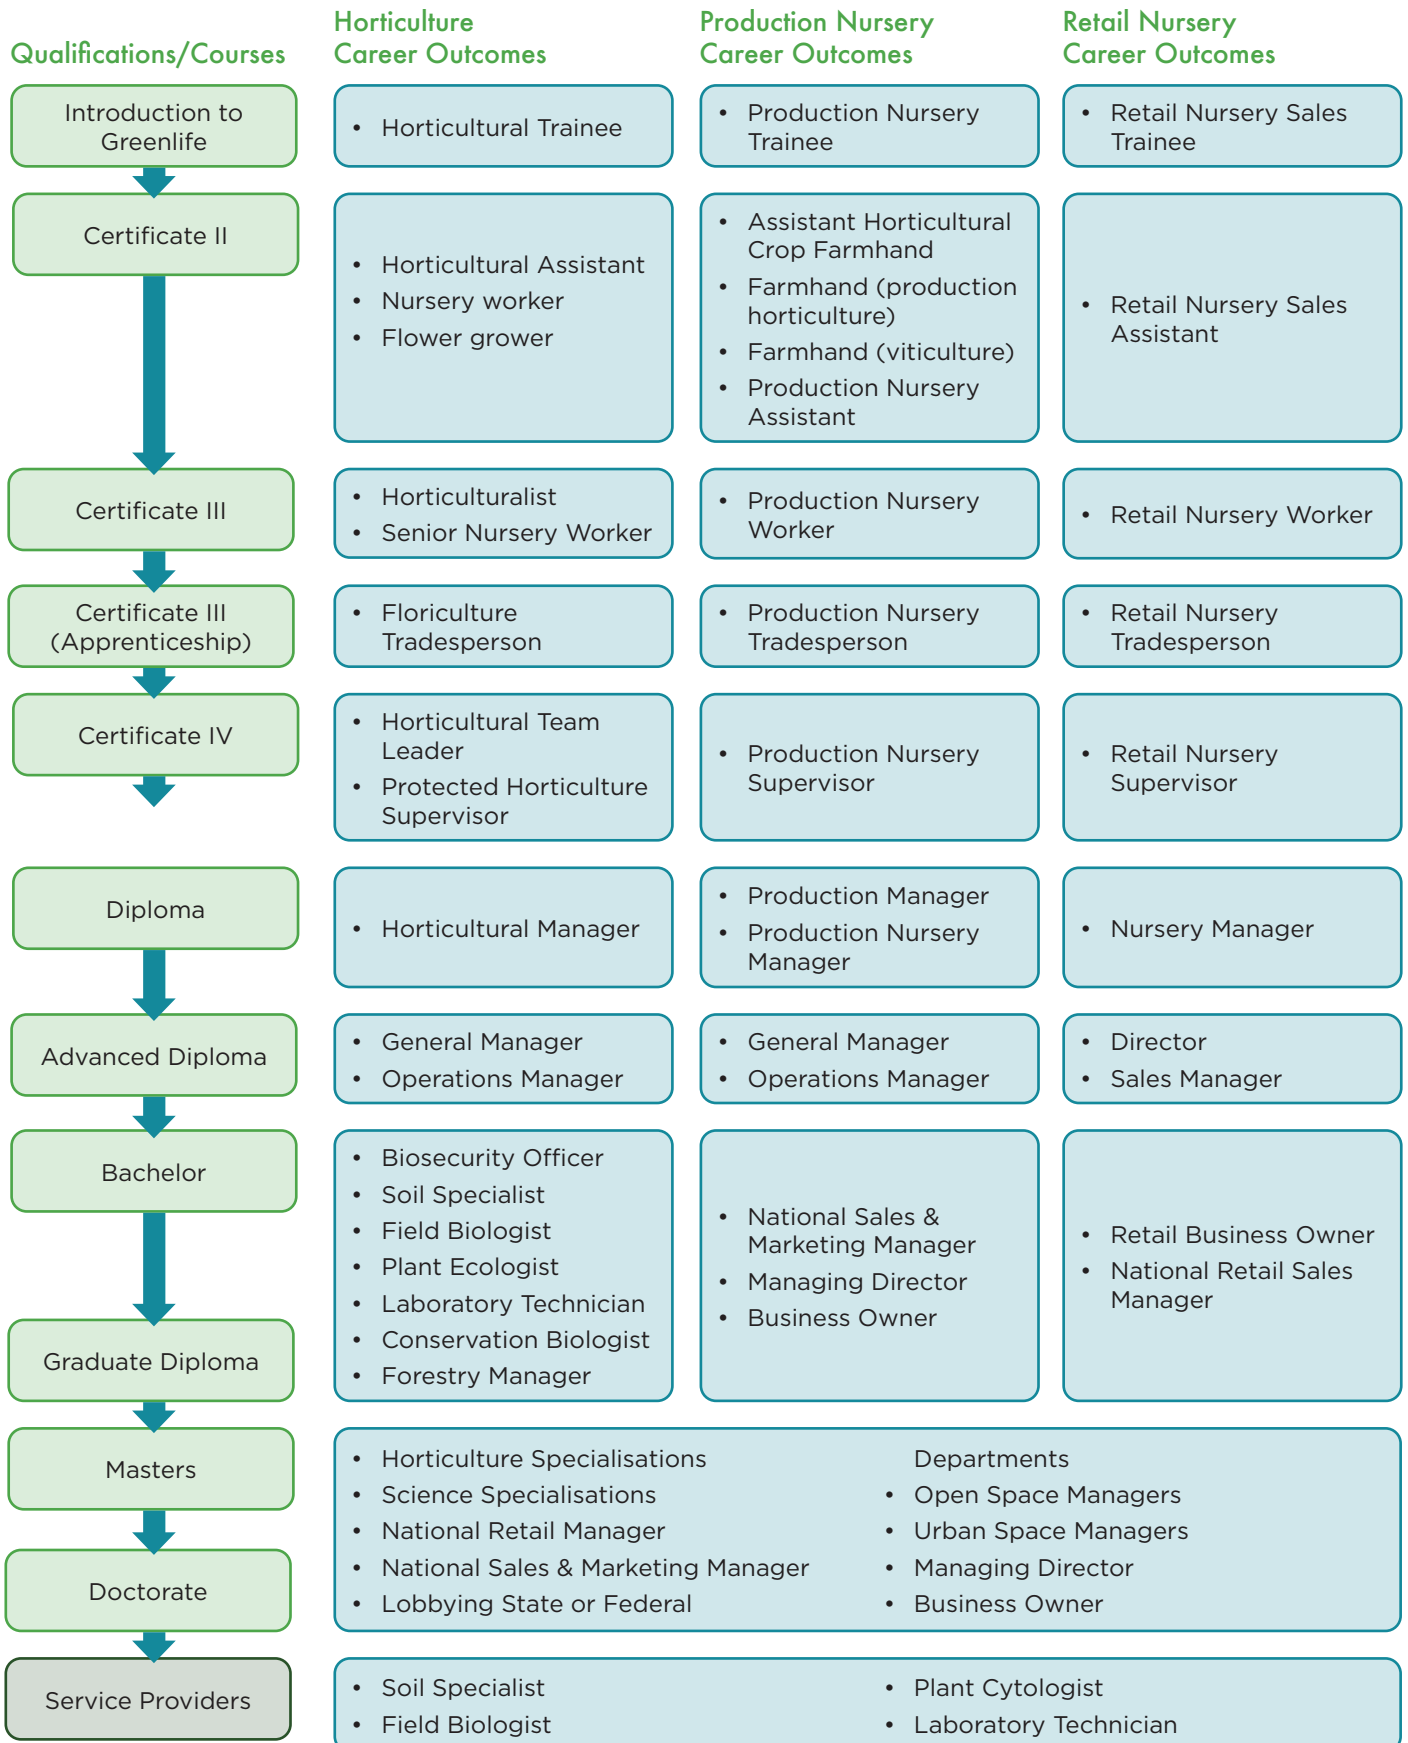 Qualifications/Courses
Horticulture
Career Outcomes
Production Nursery
Career Outcomes
Retail Nursery
Career Outcomes
Introduction to
Greenlife
• Horticultural Trainee
• Production Nursery
Trainee
• Retail Nursery Sales
Trainee
Certificate II
• Horticultural Assistant
• Nursery worker
• Flower grower
• Assistant Horticultural
Crop Farmhand
• Farmhand (production
horticulture)
• Farmhand (viticulture)
• Production Nursery
Assistant
• Retail Nursery Sales
Assistant
Certificate III
• Horticulturalist
• Senior Nursery Worker
• Production Nursery
Worker
• Retail Nursery Worker
Certificate III
(Apprenticeship)
• Floriculture
Tradesperson
• Production Nursery
Tradesperson
• Retail Nursery
Tradesperson
Certificate IV
• Horticultural Team
Leader
• Protected Horticulture
Supervisor
• Production Nursery
Supervisor
• Retail Nursery
Supervisor
Diploma
• Horticultural Manager
• Production Manager
• Production Nursery
Manager
• Nursery Manager
Advanced Diploma
• General Manager
• Operations Manager
• General Manager
• Operations Manager
• Director
• Sales Manager
Bachelor
Graduate Diploma
• Biosecurity Officer
• Soil Specialist
• Field Biologist
• Plant Ecologist
• Laboratory Technician
• Conservation Biologist
• Forestry Manager
• National Sales &
Marketing Manager
• Managing Director
• Business Owner
• Retail Business Owner
• National Retail Sales
Manager
Masters
Doctorate
• Horticulture Specialisations
• Science Specialisations
• National Retail Manager
• National Sales & Marketing Manager
• Lobbying State or Federal
Departments
• Open Space Managers
• Urban Space Managers
• Managing Director
• Business Owner
Service Providers
• Soil Specialist
• Field Biologist
• Plant Cytologist
• Laboratory Technician